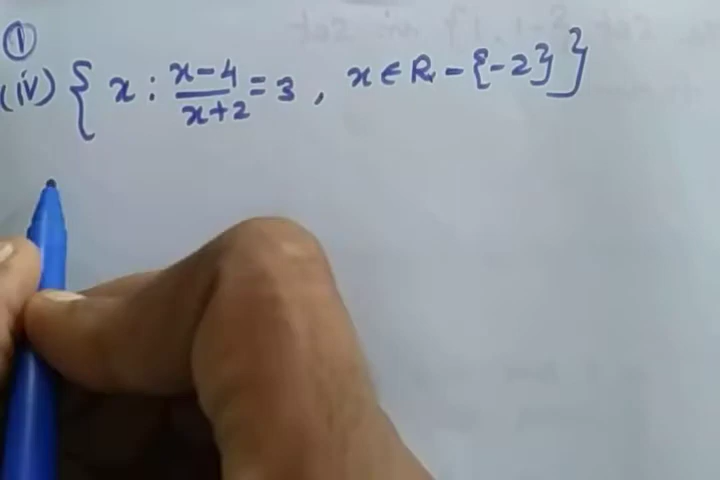 ①
(iv) { x : x-4/x+2 = 3 , x ∈ R - {-2} }